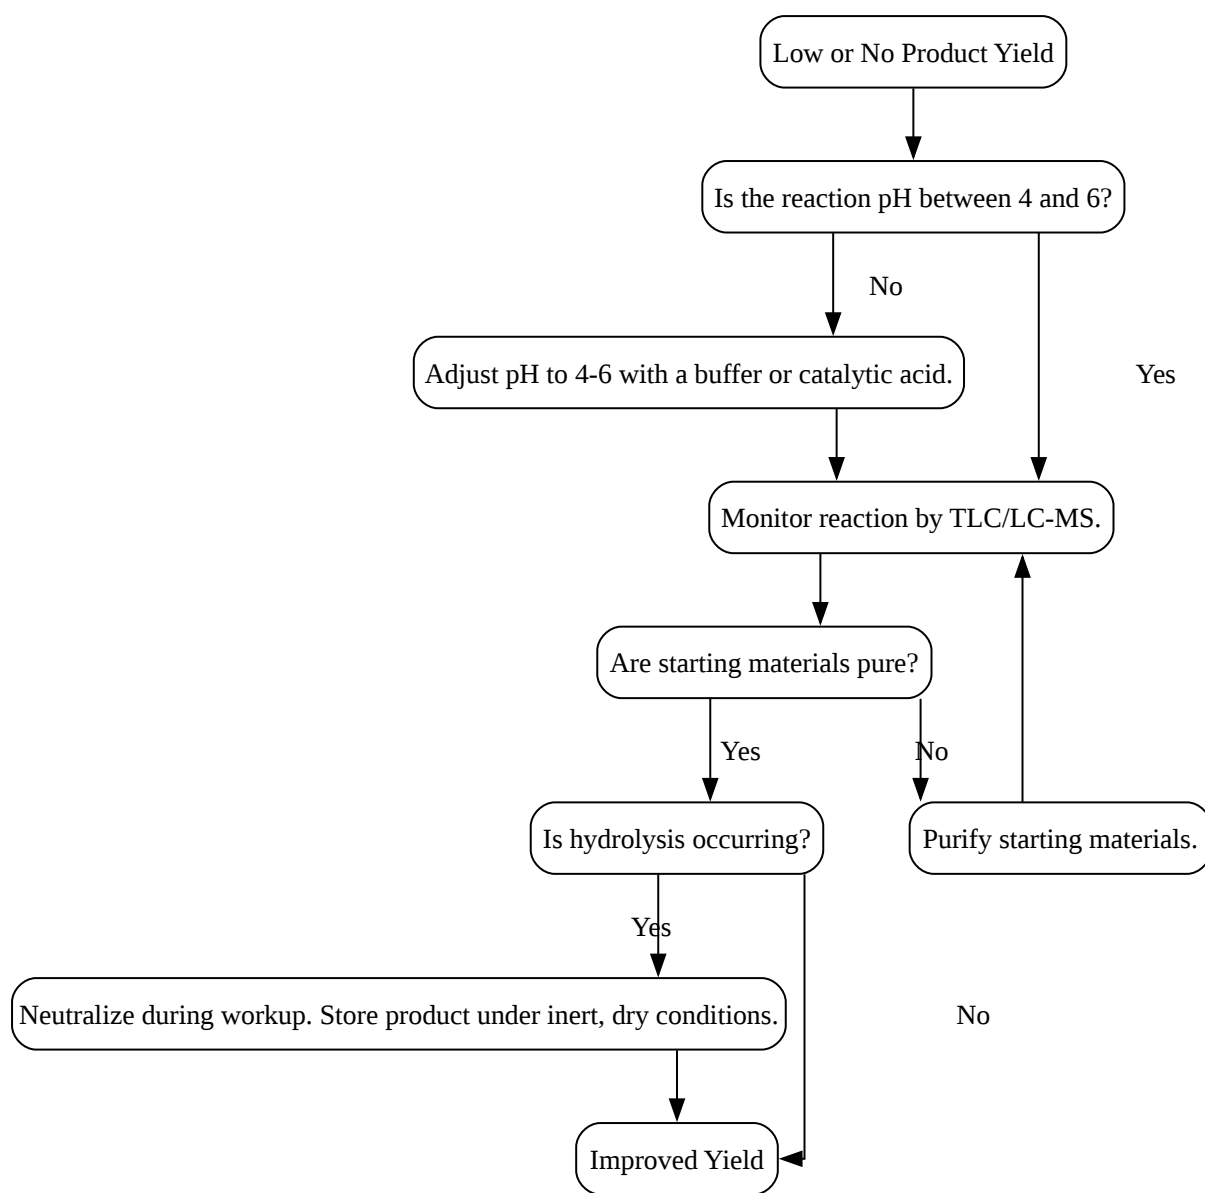 Low or No Product Yield
Is the reaction pH between 4 and 6?
No
Adjust pH to 4-6 with a buffer or catalytic acid.
Yes
Monitor reaction by TLC/LC-MS.
Are starting materials pure?
Yes
No
Is hydrolysis occurring?
Purify starting materials.
Yes
Neutralize during workup. Store product under inert, dry conditions.
No
Improved Yield